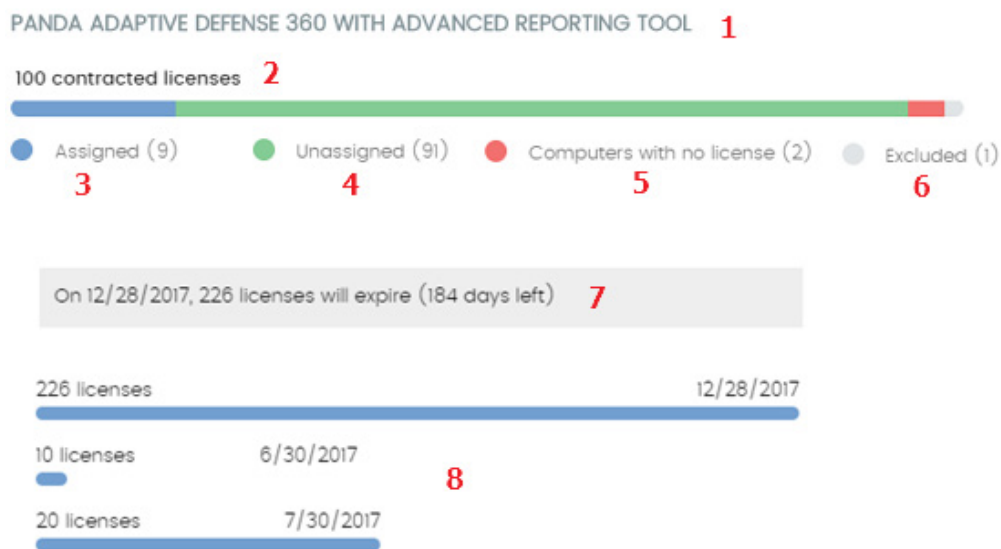 PANDA ADAPTIVE DEFENSE 360 WITH ADVANCED REPORTING TOOL 1
100 contracted licenses 2
Assigned (9) Unassigned (91) Computers with no license (2) Excluded (1)
3 4 5 6
On 12/28/2017, 226 licenses will expire (184 days left) 7
226 licenses 12/28/2017
10 licenses 6/30/2017
8
20 licenses 7/30/2017